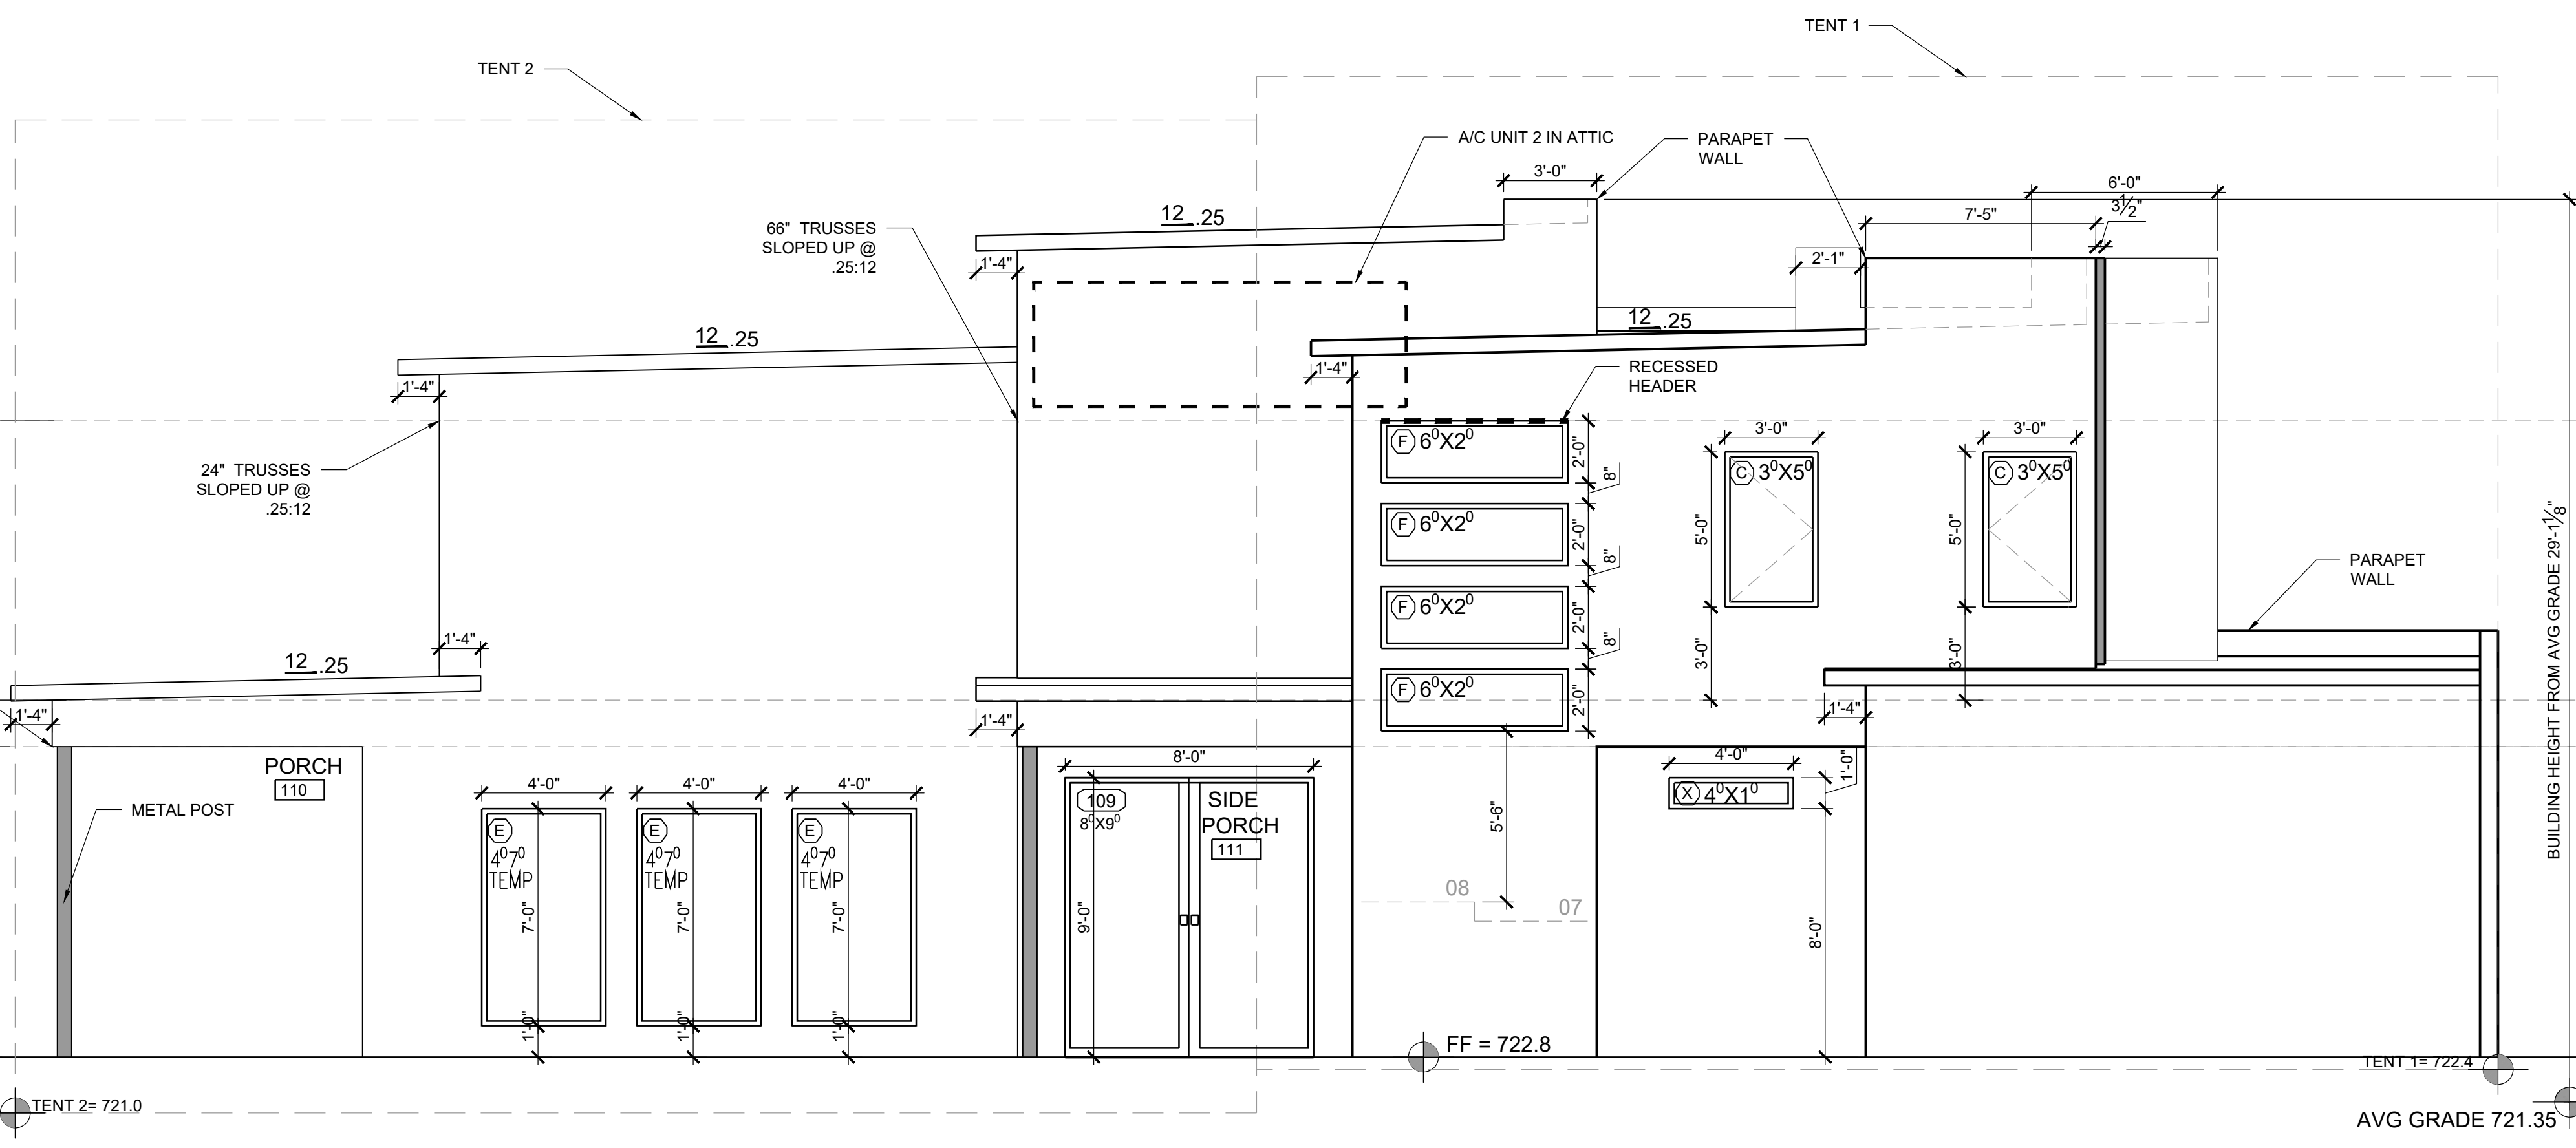 TENT 1
TENT 2
A/C UNIT 2 IN ATTIC
PARAPET
WALL
3'-0"
6'-0"
3½"
7'-5"
66" TRUSSES
SLOPED UP @
.25:12
12 .25
1'-4"
2'-1"
12 .25
12 .25
1'-4"
1'-4"
RECESSED
HEADER
24" TRUSSES
SLOPED UP @
.25:12
F 6⁰X2⁰
2'-0"
8"
F 6⁰X2⁰
2'-0"
8"
F 6⁰X2⁰
2'-0"
8"
F 6⁰X2⁰
2'-0"
3'-0"
C 3⁰X5⁰
5'-0"
3'-0"
3'-0"
C 3⁰X5⁰
5'-0"
3'-0"
BUILDING HEIGHT FROM AVG GRADE 29'-1⅛"
PARAPET
WALL
1'-4"
12 .25
1'-4"
1'-4"
1'-4"
PORCH
110
METAL POST
4'-0"
E
4⁰7⁰
TEMP
7'-0"
1'-0"
4'-0"
E
4⁰7⁰
TEMP
7'-0"
1'-0"
4'-0"
E
4⁰7⁰
TEMP
7'-0"
1'-0"
8'-0"
109
8⁰X9⁰
9'-0"
SIDE
PORCH
111
5'-6"
08
07
4'-0"
X 4⁰X1⁰
1'-0"
8'-0"
FF = 722.8
TENT 1= 722.4
TENT 2= 721.0
AVG GRADE 721.35